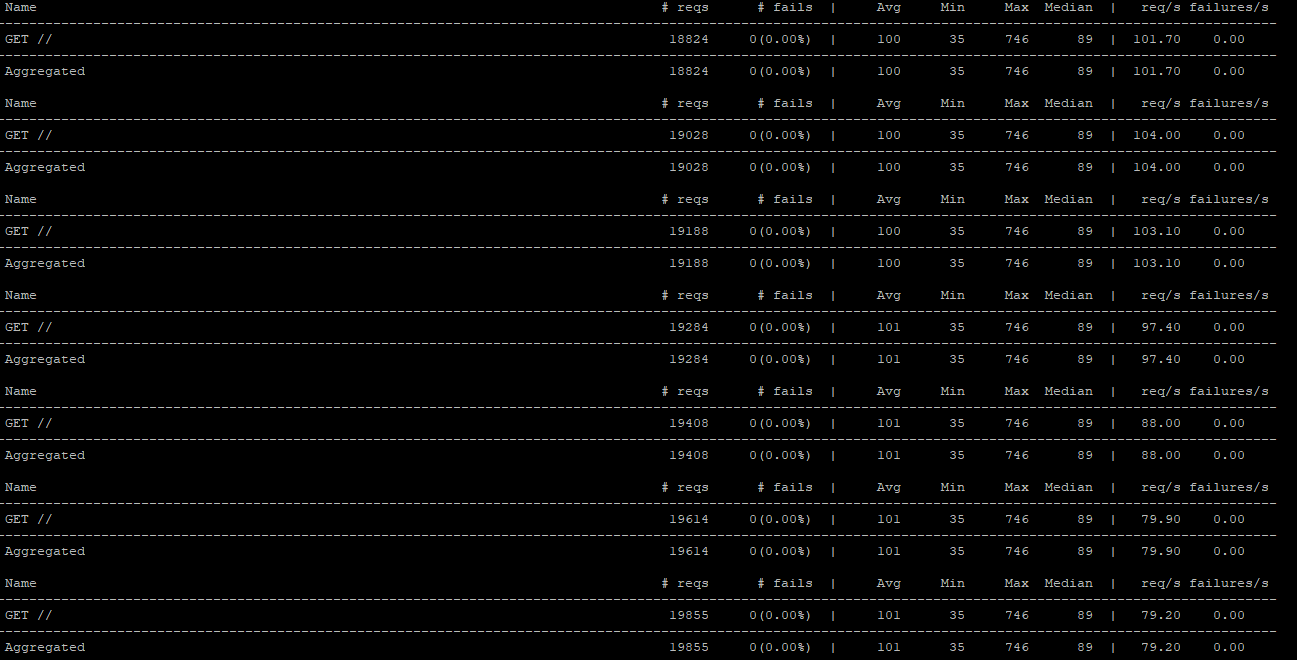 Name # reqs # fails | Avg Min Max Median | req/s failures/s
GET // 18824 0(0.00%) | 100 35 746 89 | 101.70 0.00
Aggregated 18824 0(0.00%) | 100 35 746 89 | 101.70 0.00
Name # reqs # fails | Avg Min Max Median | req/s failures/s
GET // 19028 0(0.00%) | 100 35 746 89 | 104.00 0.00
Aggregated 19028 0(0.00%) | 100 35 746 89 | 104.00 0.00
Name # reqs # fails | Avg Min Max Median | req/s failures/s
GET // 19188 0(0.00%) | 100 35 746 89 | 103.10 0.00
Aggregated 19188 0(0.00%) | 100 35 746 89 | 103.10 0.00
Name # reqs # fails | Avg Min Max Median | req/s failures/s
GET // 19284 0(0.00%) | 101 35 746 89 | 97.40 0.00
Aggregated 19284 0(0.00%) | 101 35 746 89 | 97.40 0.00
Name # reqs # fails | Avg Min Max Median | req/s failures/s
GET // 19408 0(0.00%) | 101 35 746 89 | 88.00 0.00
Aggregated 19408 0(0.00%) | 101 35 746 89 | 88.00 0.00
Name # reqs # fails | Avg Min Max Median | req/s failures/s
GET // 19614 0(0.00%) | 101 35 746 89 | 79.90 0.00
Aggregated 19614 0(0.00%) | 101 35 746 89 | 79.90 0.00
Name # reqs # fails | Avg Min Max Median | req/s failures/s
GET // 19855 0(0.00%) | 101 35 746 89 | 79.20 0.00
Aggregated 19855 0(0.00%) | 101 35 746 89 | 79.20 0.00